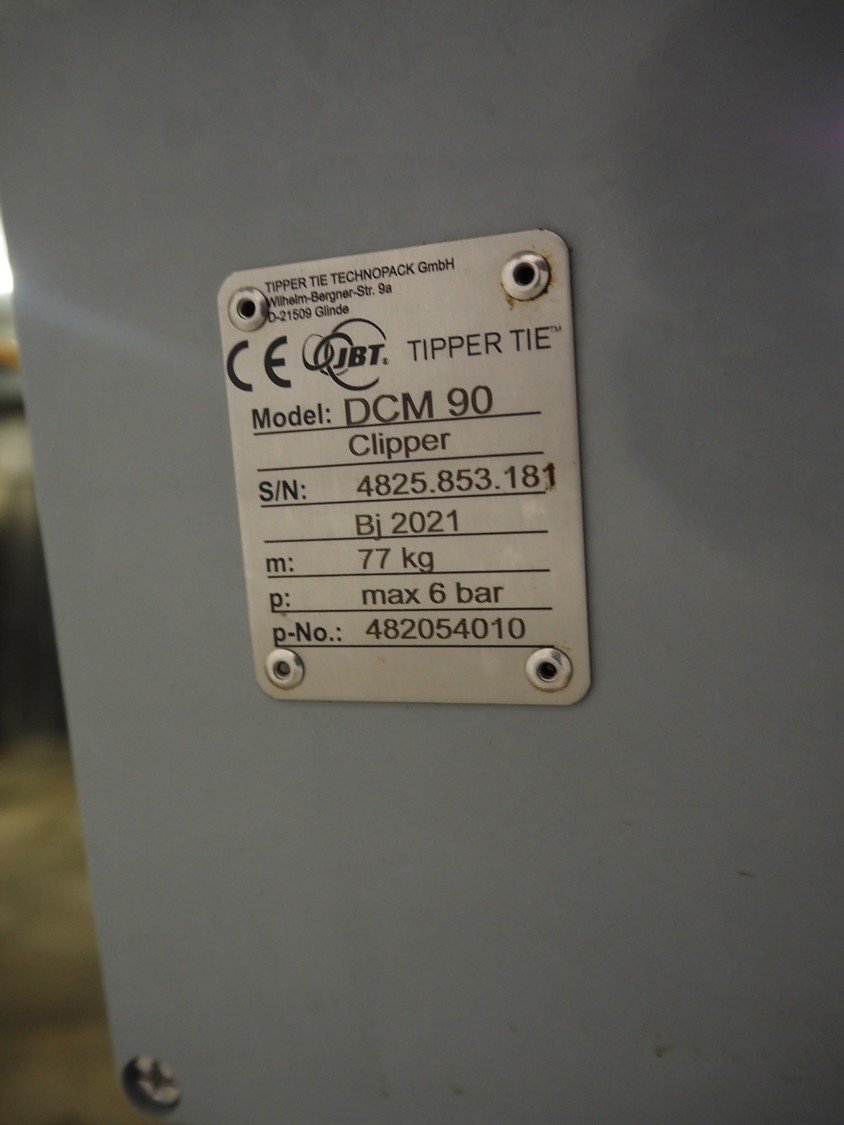 TIPPER TIE TECHNOPACK GmbH
Wilhelm-Bergner-Str. 9a
D-21509 Glinde
CE JBT® TIPPER TIE™
Model: DCM 90
Clipper
S/N: 4825.853.181
Bj 2021
m: 77 kg
p: max 6 bar
p-No.: 482054010